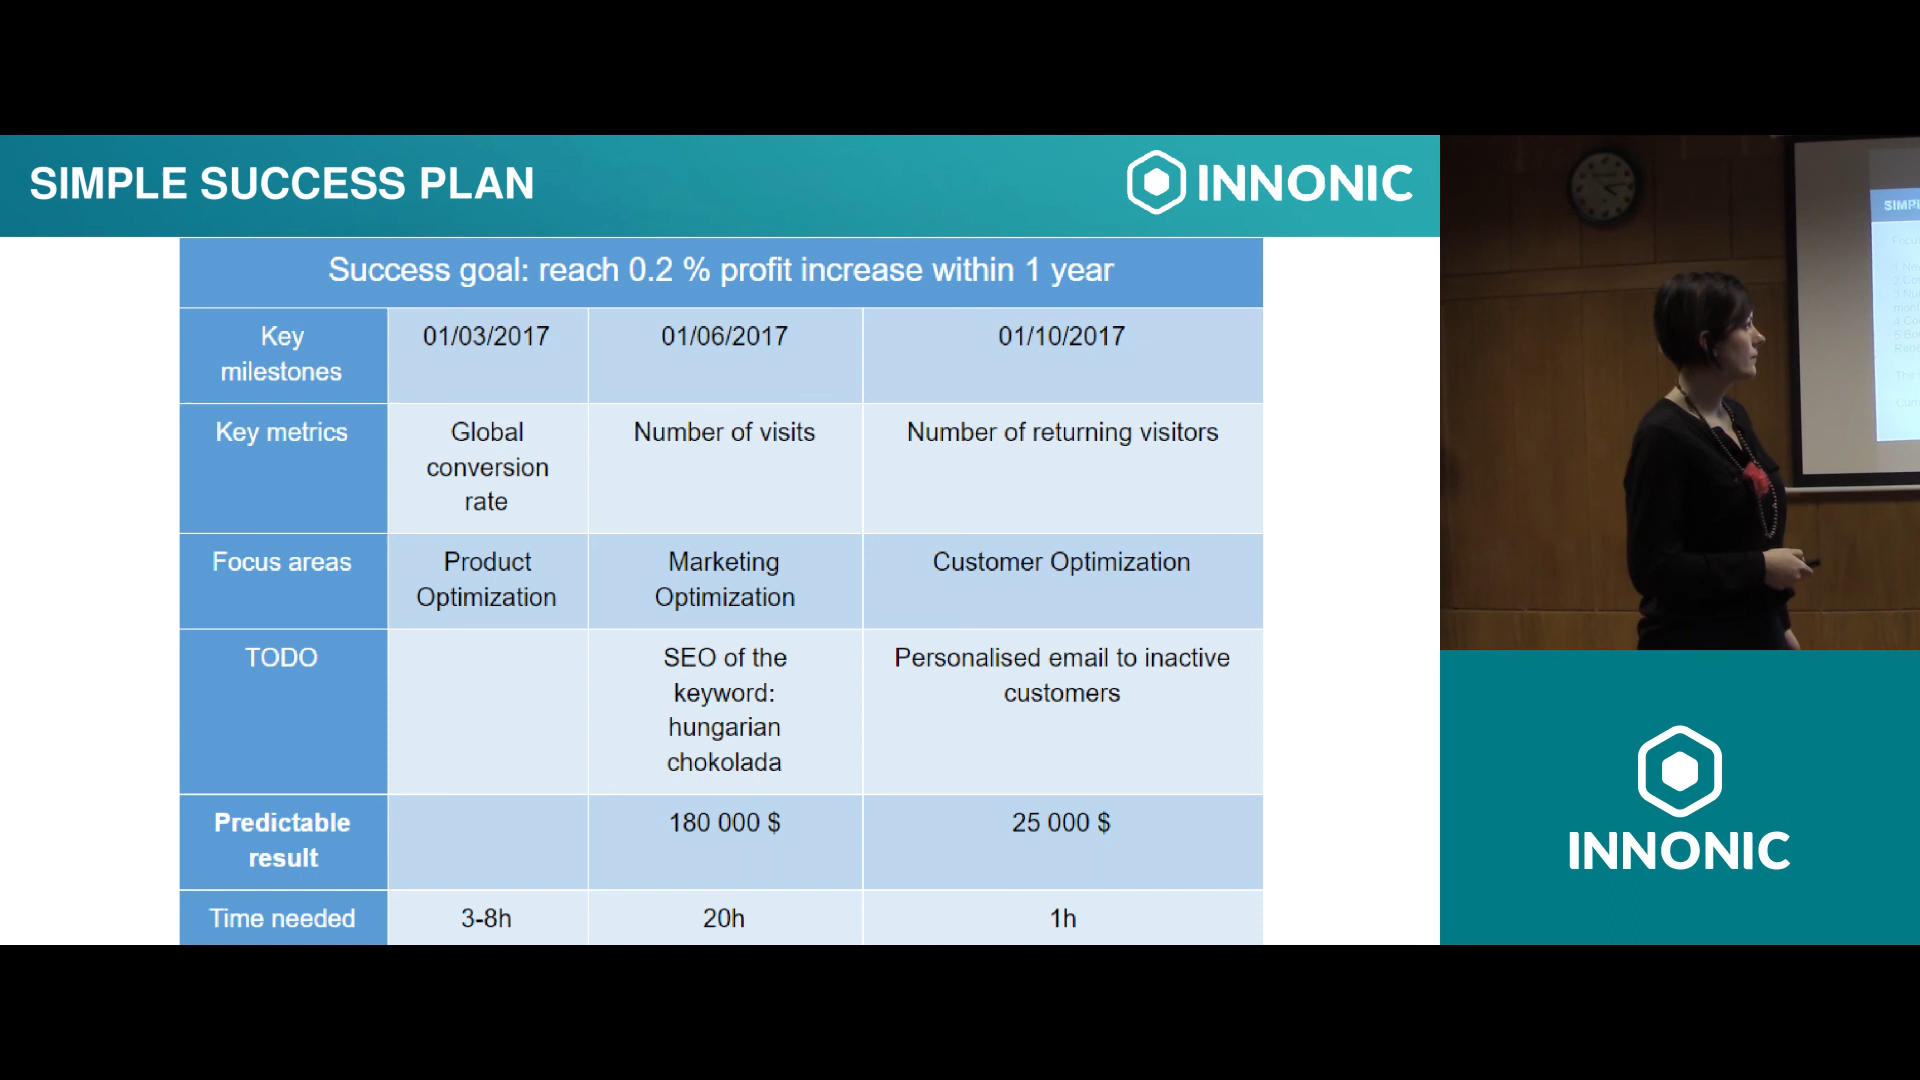 SIMPLE SUCCESS PLAN
INNONIC
Success goal: reach 0.2 % profit increase within 1 year
Key
milestones
01/03/2017
01/06/2017
01/10/2017
Key metrics
Global
conversion
rate
Number of visits
Number of returning visitors
Focus areas
Product
Optimization
Marketing
Optimization
Customer Optimization
TODO
SEO of the
keyword:
hungarian
chokolada
Personalised email to inactive
customers
Predictable
result
180 000 $
25 000 $
Time needed
3-8h
20h
1h
SIMPL
INNONIC